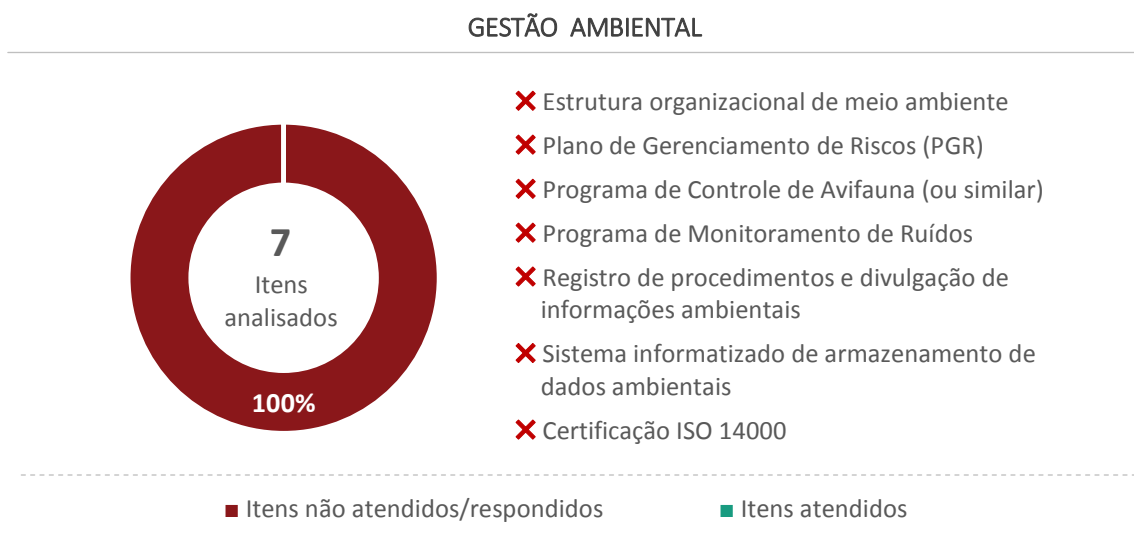 GESTÃO AMBIENTAL
7
Itens
analisados
100%
Estrutura organizacional de meio ambiente
Plano de Gerenciamento de Riscos (PGR)
Programa de Controle de Avifauna (ou similar)
Programa de Monitoramento de Ruídos
Registro de procedimentos e divulgação de
informações ambientais
Sistema informatizado de armazenamento de
dados ambientais
Certificação ISO 14000
Itens não atendidos/respondidos
Itens atendidos